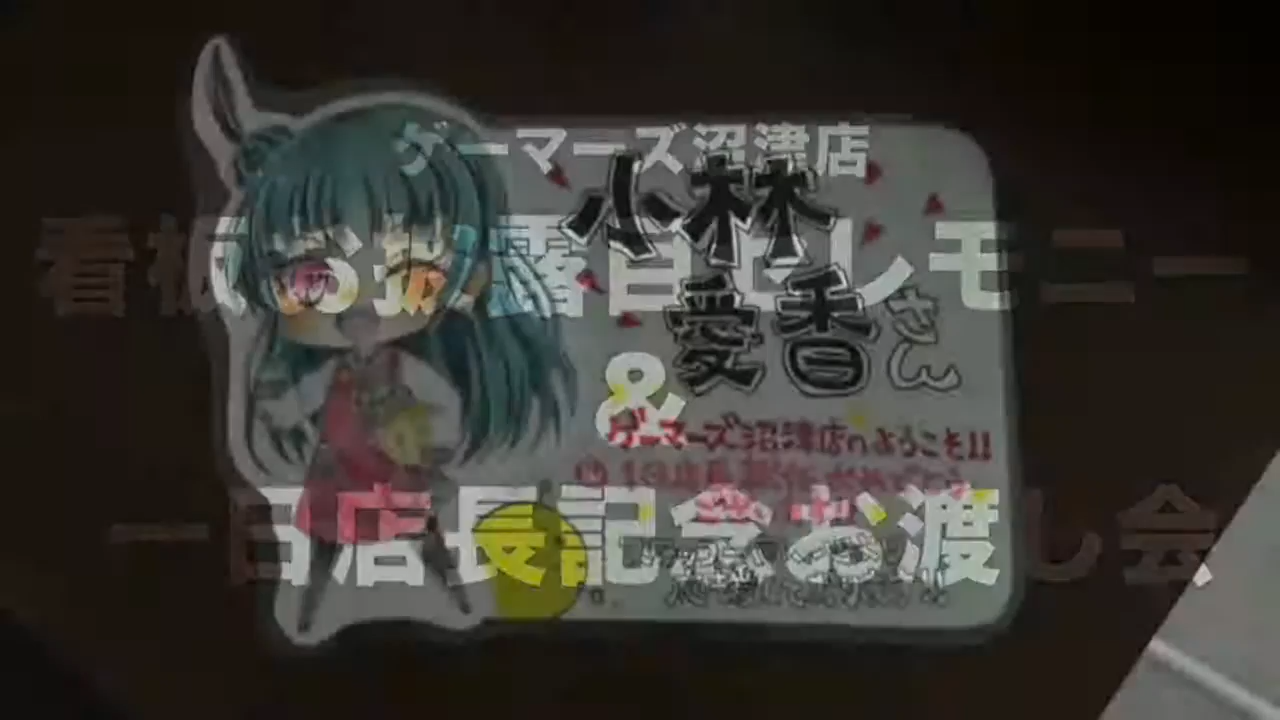 ゲーマーズ沼津店
小林
看板お披露目セレモニー
愛香さん
&
ゲーマーズ沼津店へようこそ!!
一日店長記念お渡し会